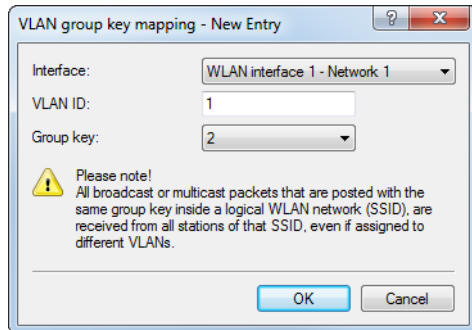 VLAN group key mapping - New Entry
Interface: WLAN interface 1 - Network 1
VLAN ID: 1
Group key: 2
Please note!
All broadcast or multicast packets that are posted with the
same group key inside a logical WLAN network (SSID), are
received from all stations of that SSID, even if assigned to
different VLANs.
OK Cancel